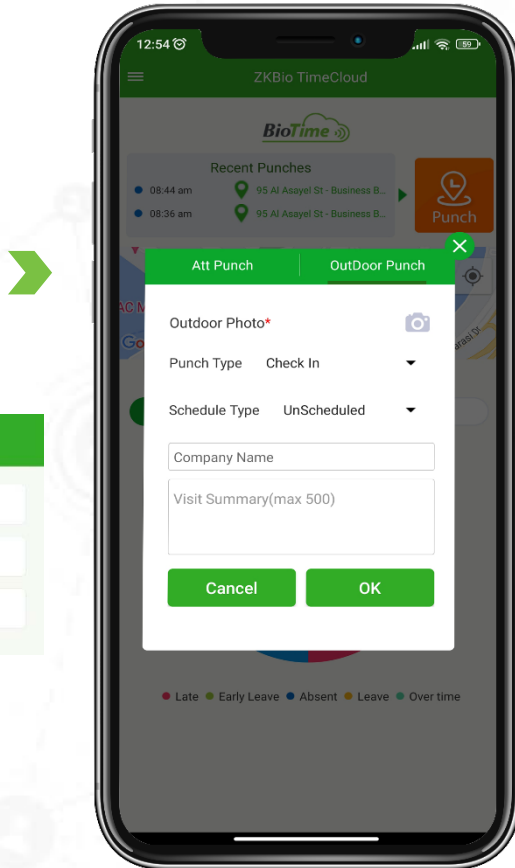 12:54
59
ZKBio TimeCloud
BioTime
Recent Punches
08:44 am 95 Al Asayel St - Business B...
08:36 am 95 Al Asayel St - Business B...
Punch
Att Punch OutDoor Punch
Outdoor Photo*
Punch Type Check In
Schedule Type UnScheduled
Company Name
Visit Summary(max 500)
Cancel OK
Late Early Leave Absent Leave Over time